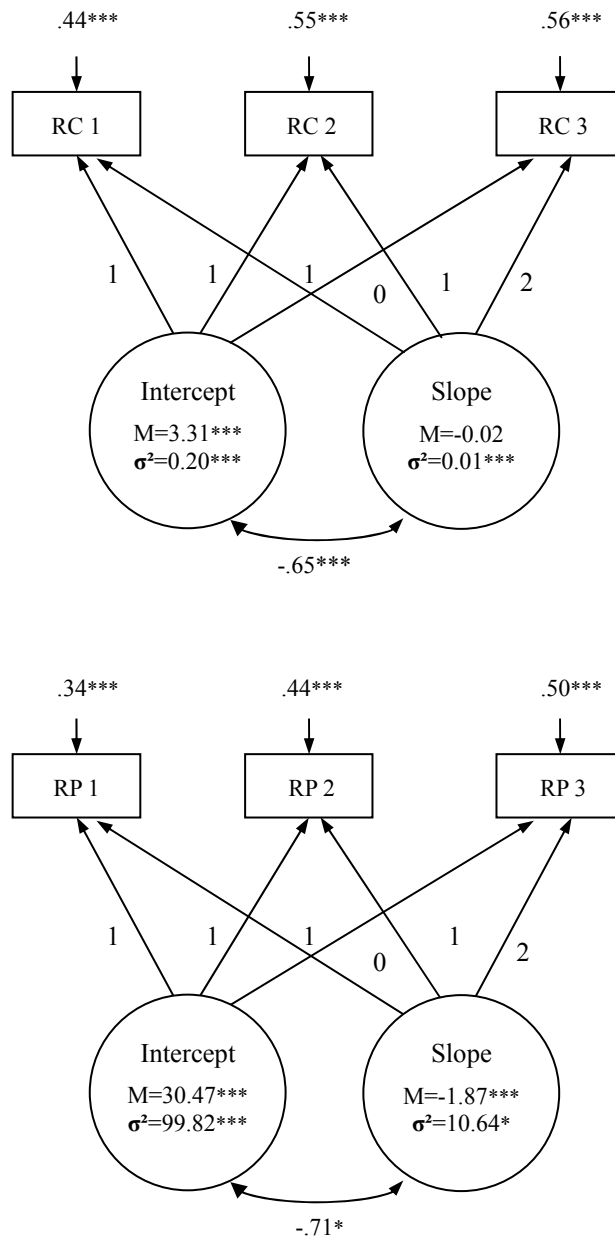 .44*** .55*** .56***
RC 1 RC 2 RC 3
1 1 1 0 1 2
Intercept Slope
M=3.31*** M=-0.02
σ²=0.20*** σ²=0.01***
-.65***
.34*** .44*** .50***
RP 1 RP 2 RP 3
1 1 1 0 1 2
Intercept Slope
M=30.47*** M=-1.87***
σ²=99.82*** σ²=10.64*
-.71*